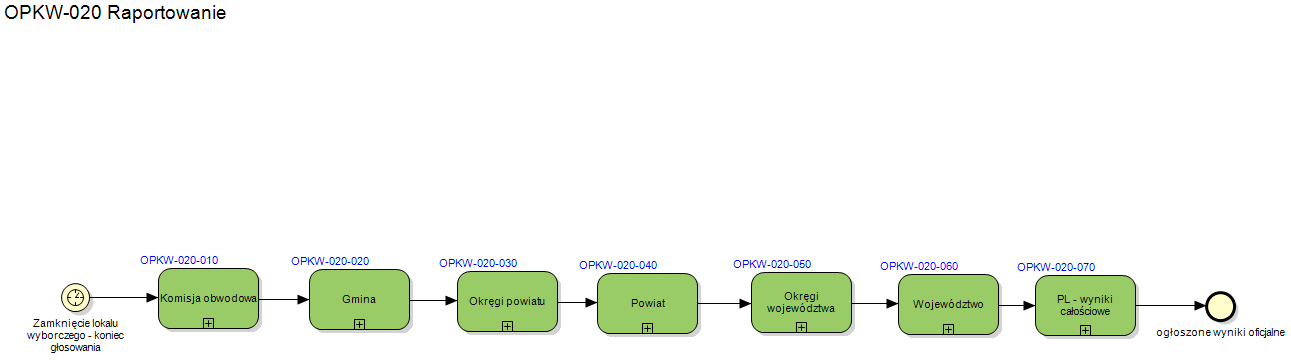 OPKW-020 Raportowanie
OPKW-020-010
Komisja obwodowa
OPKW-020-020
Gmina
OPKW-020-030
Okręgi powiatu
OPKW-020-040
Powiat
OPKW-020-050
Okręgi
województwa
OPKW-020-060
Województwo
OPKW-020-070
PL - wyniki
całościowe
Zamknięcie lokalu
wyborczego - koniec
głosowania
ogłoszone wyniki oficjalne